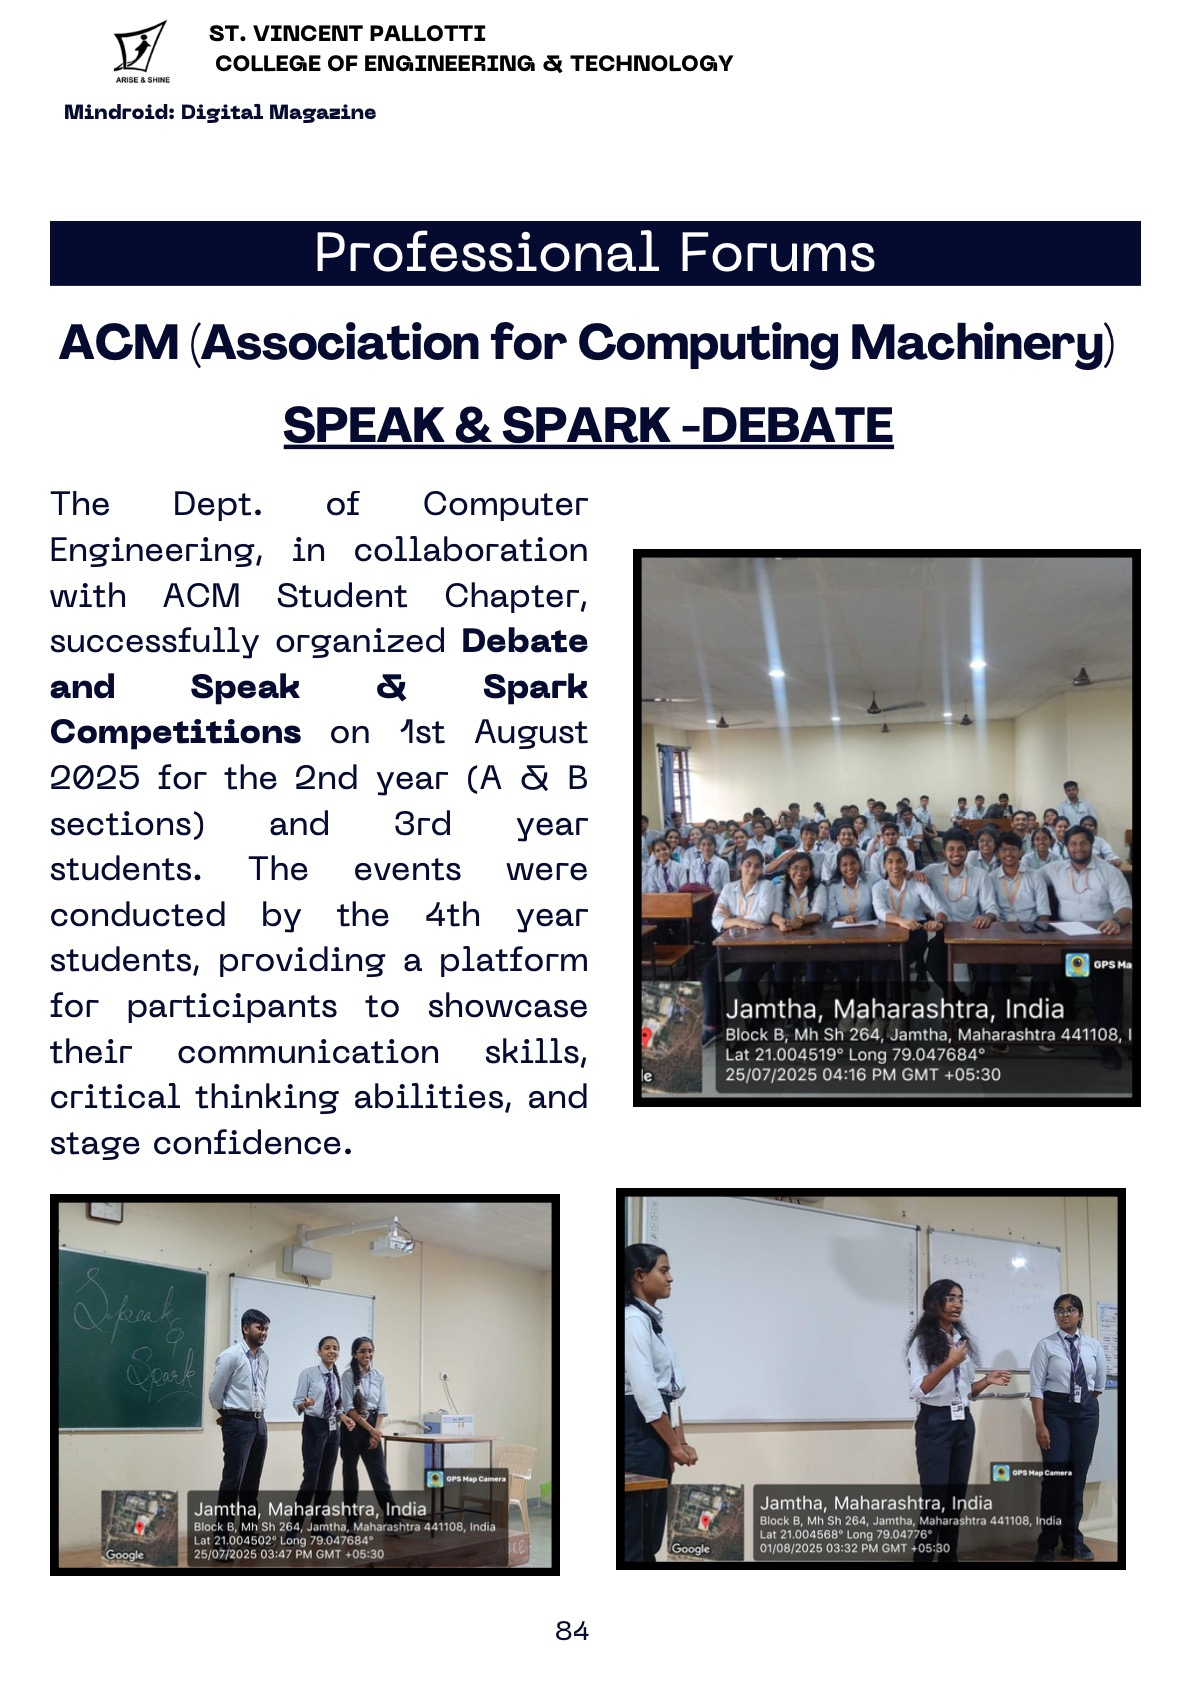 ST. VINCENT PALLOTTI
COLLEGE OF ENGINEERING & TECHNOLOGY
ARISE & SHINE
Mindroid: Digital Magazine
Professional Forums
ACM (Association for Computing Machinery)
SPEAK & SPARK -DEBATE
The Dept. of Computer
Engineering, in collaboration
with ACM Student Chapter,
successfully organized Debate
and Speak & Spark
Competitions on 1st August
2025 for the 2nd year (A & B
sections) and 3rd year
students. The events were
conducted by the 4th year
students, providing a platform
for participants to showcase
their communication skills,
critical thinking abilities, and
stage confidence.
GPS Ma
Jamtha, Maharashtra, India
Block B, Mh Sh 264, Jamtha, Maharashtra 441108, I
Lat 21.004519° Long 79.047684°
25/07/2025 04:16 PM GMT +05:30
le
Speak
&
Spark
GPS Map Camera
Jamtha, Maharashtra, India
Block B, Mh Sh 264, Jamtha, Maharashtra 441108, India
Lat 21.004502° Long 79.047684°
25/07/2025 03:47 PM GMT +05:30
Google
GPS Map Camera
Jamtha, Maharashtra, India
Block B, Mh Sh 264, Jamtha, Maharashtra 441108, India
Lat 21.004568° Long 79.04776°
01/08/2025 03:32 PM GMT +05:30
Google
84